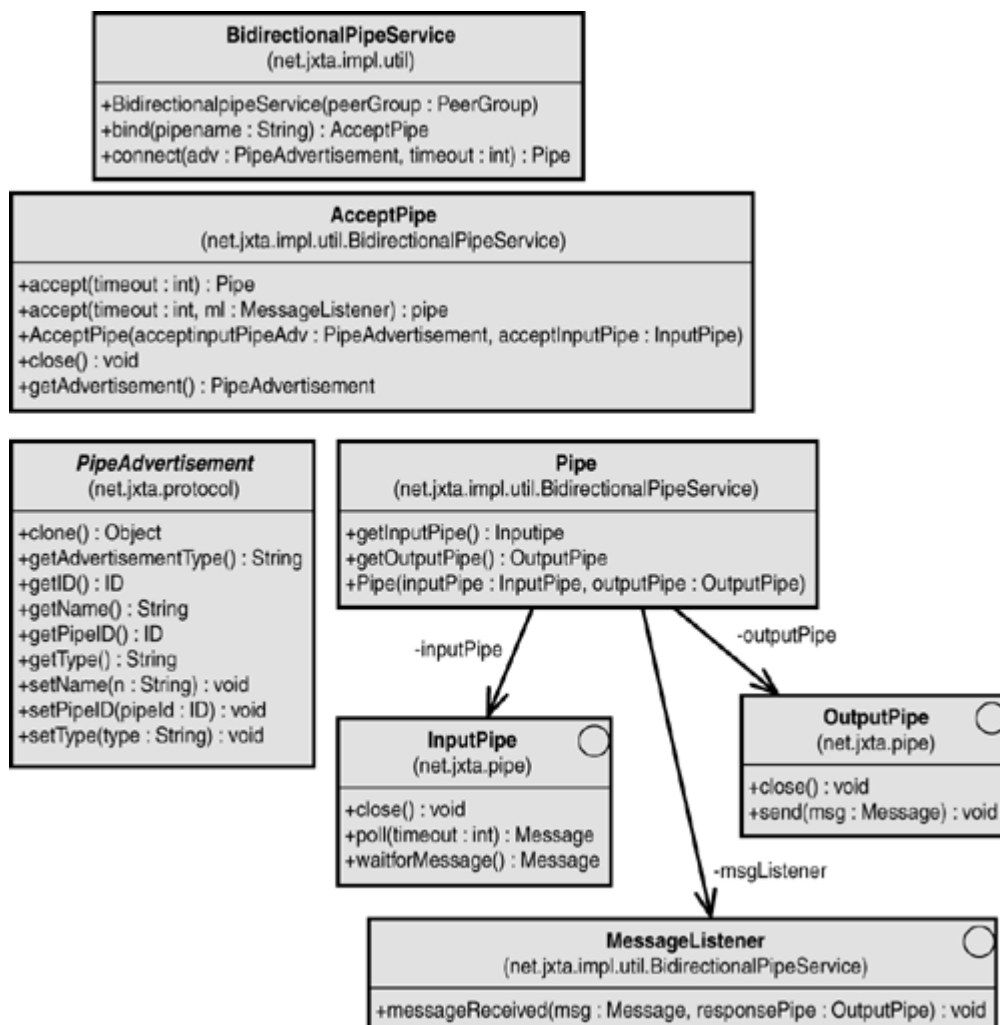 BidirectionalPipeService
(net.jxta.impl.util)
+BidirectionalpipeService(peerGroup : PeerGroup)
+bind(pipename : String) : AcceptPipe
+connect(adv : PipeAdvertisement, timeout : int) : Pipe
AcceptPipe
(net.jxta.impl.util.BidirectionalPipeService)
+accept(timeout : int) : Pipe
+accept(timeout : int, ml : MessageListener) : pipe
+AcceptPipe(acceptinputPipeAdv : PipeAdvertisement, acceptInputPipe : InputPipe)
+close() : void
+getAdvertisement() : PipeAdvertisement
PipeAdvertisement
(net.jxta.protocol)
+clone() : Object
+getAdvertisementType() : String
+getID() : ID
+getName() : String
+getPipeID() : ID
+getType() : String
+setName(n : String) : void
+setPipeID(pipeId : ID) : void
+setType(type : String) : void
Pipe
(net.jxta.impl.util.BidirectionalPipeService)
+getInputPipe() : Inputipe
+getOutputPipe() : OutputPipe
+Pipe(inputPipe : InputPipe, outputPipe : OutputPipe)
-inputPipe
-outputPipe
InputPipe
(net.jxta.pipe)
+close() : void
+poll(timeout : int) : Message
+waitforMessage() : Message
OutputPipe
(net.jxta.pipe)
+close() : void
+send(msg : Message) : void
-msgListener
MessageListener
(net.jxta.impl.util.BidirectionalPipeService)
+messageReceived(msg : Message, responsePipe : OutputPipe) : void